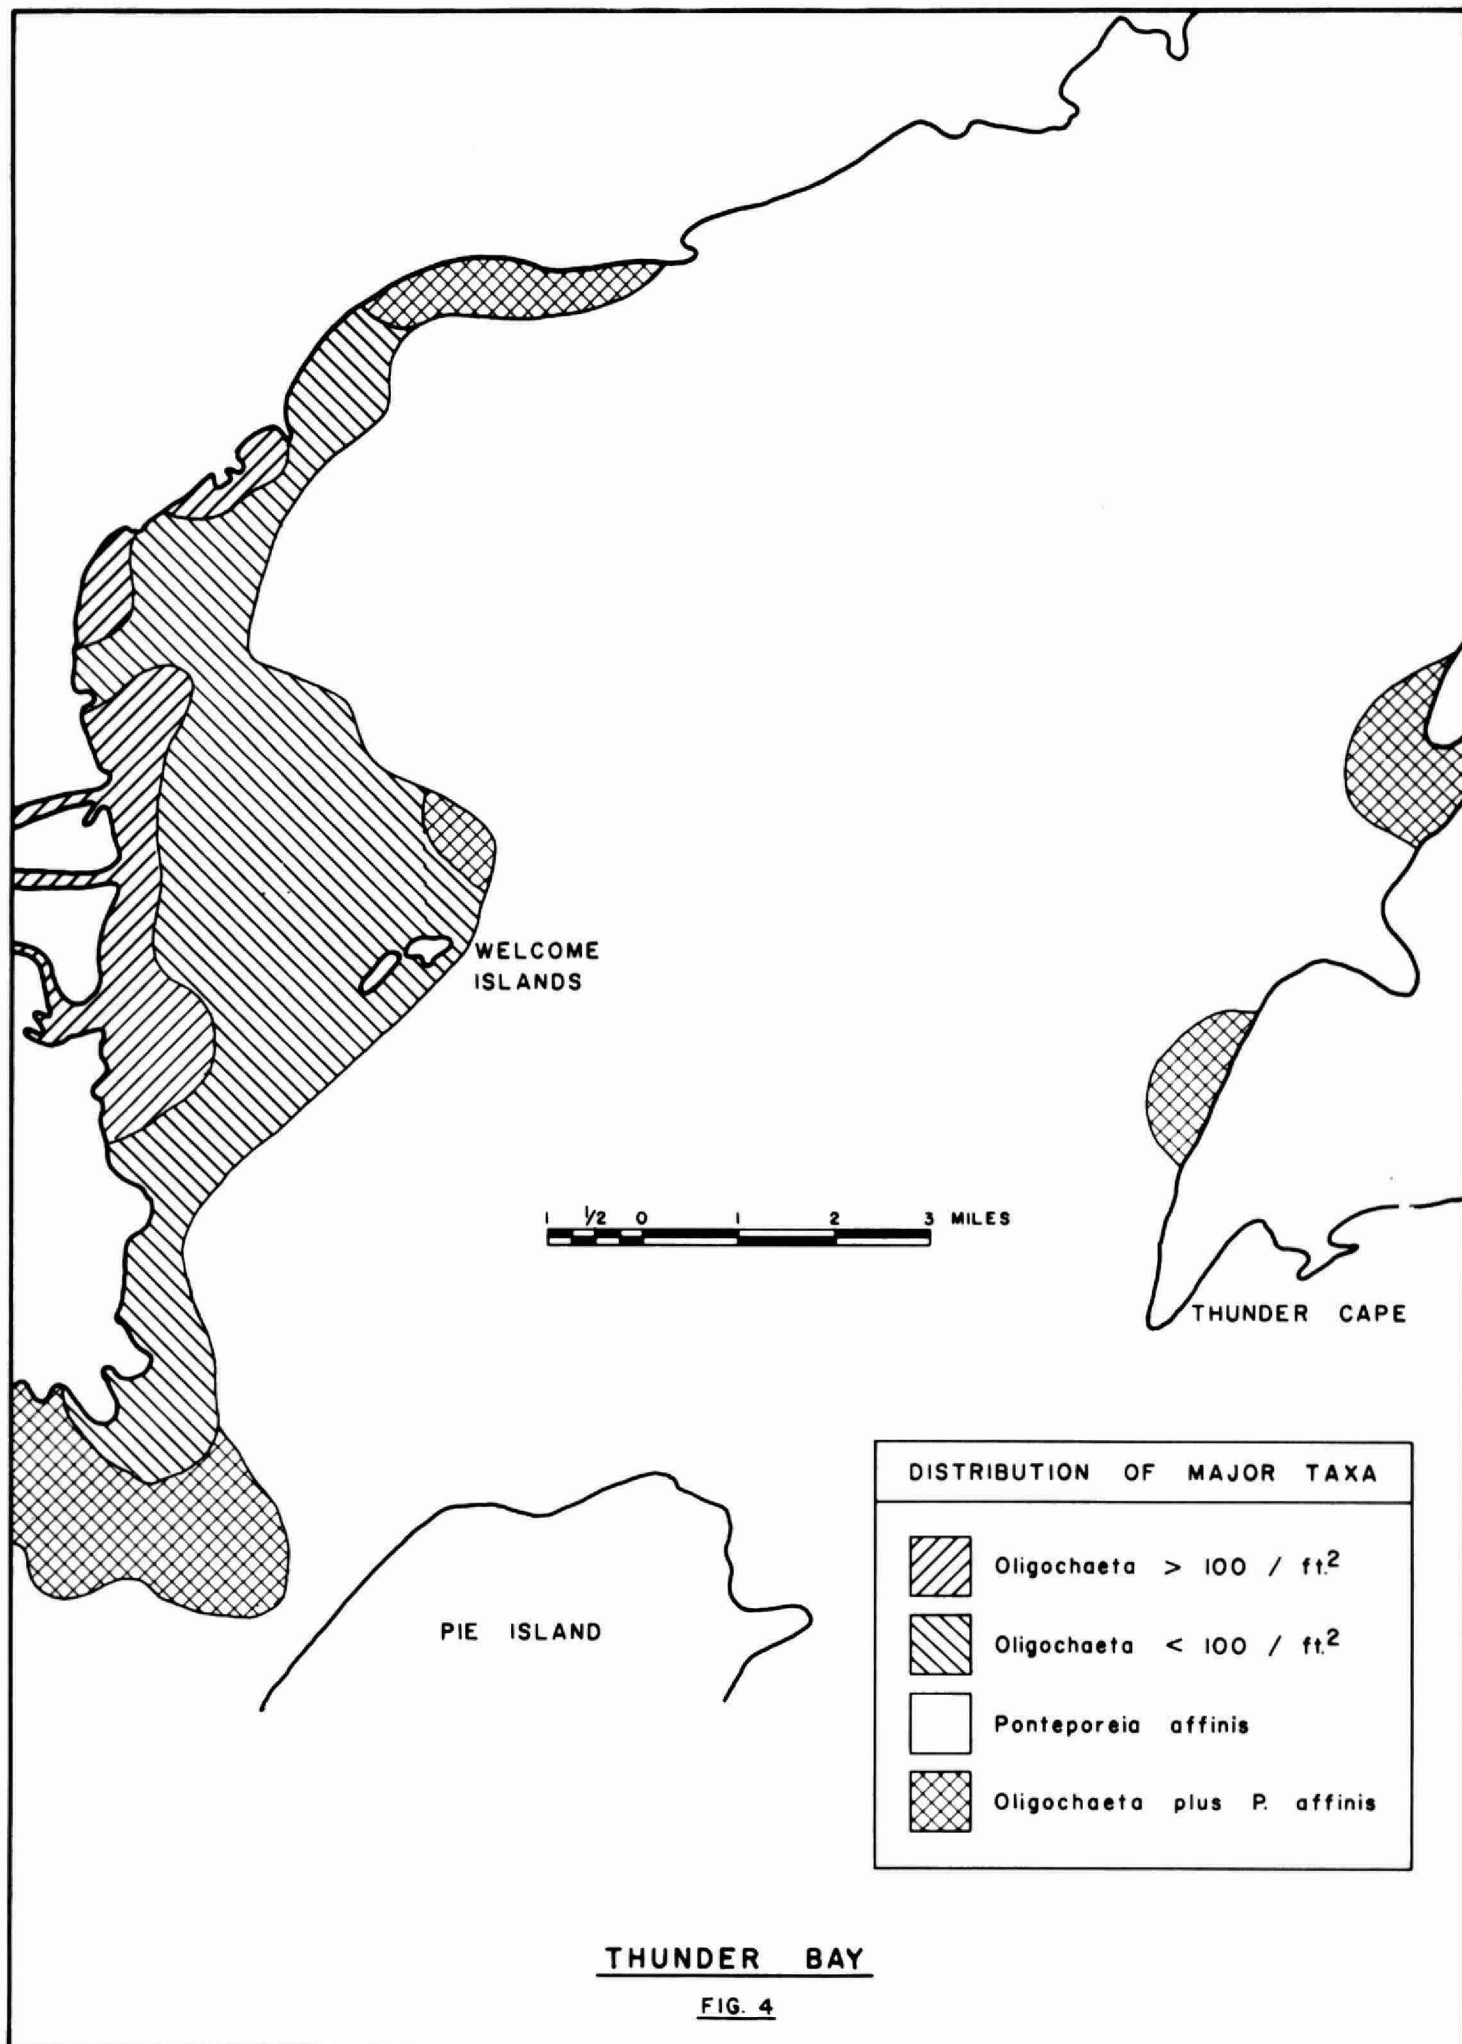 WELCOME
ISLANDS
1 1/2 0 1 2 3 MILES
THUNDER CAPE
DISTRIBUTION OF MAJOR TAXA
Oligochaeta > 100 / ft.²
Oligochaeta < 100 / ft.²
Ponteporeia affinis
Oligochaeta plus P. affinis
PIE ISLAND
THUNDER BAY
FIG. 4